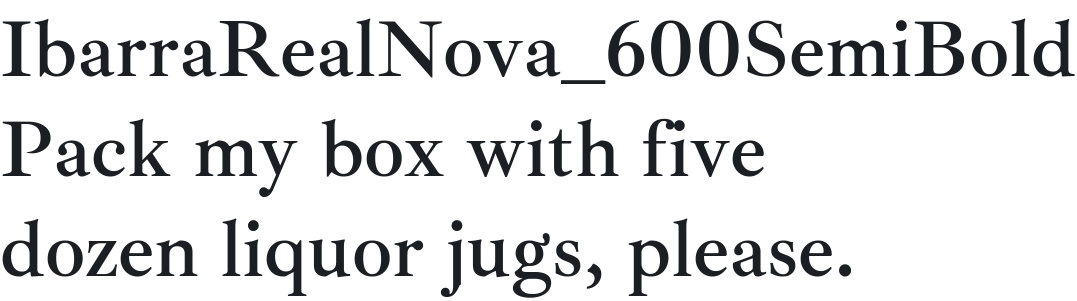 IbarraRealNova_600SemiBold
Pack my box with five
dozen liquor jugs, please.